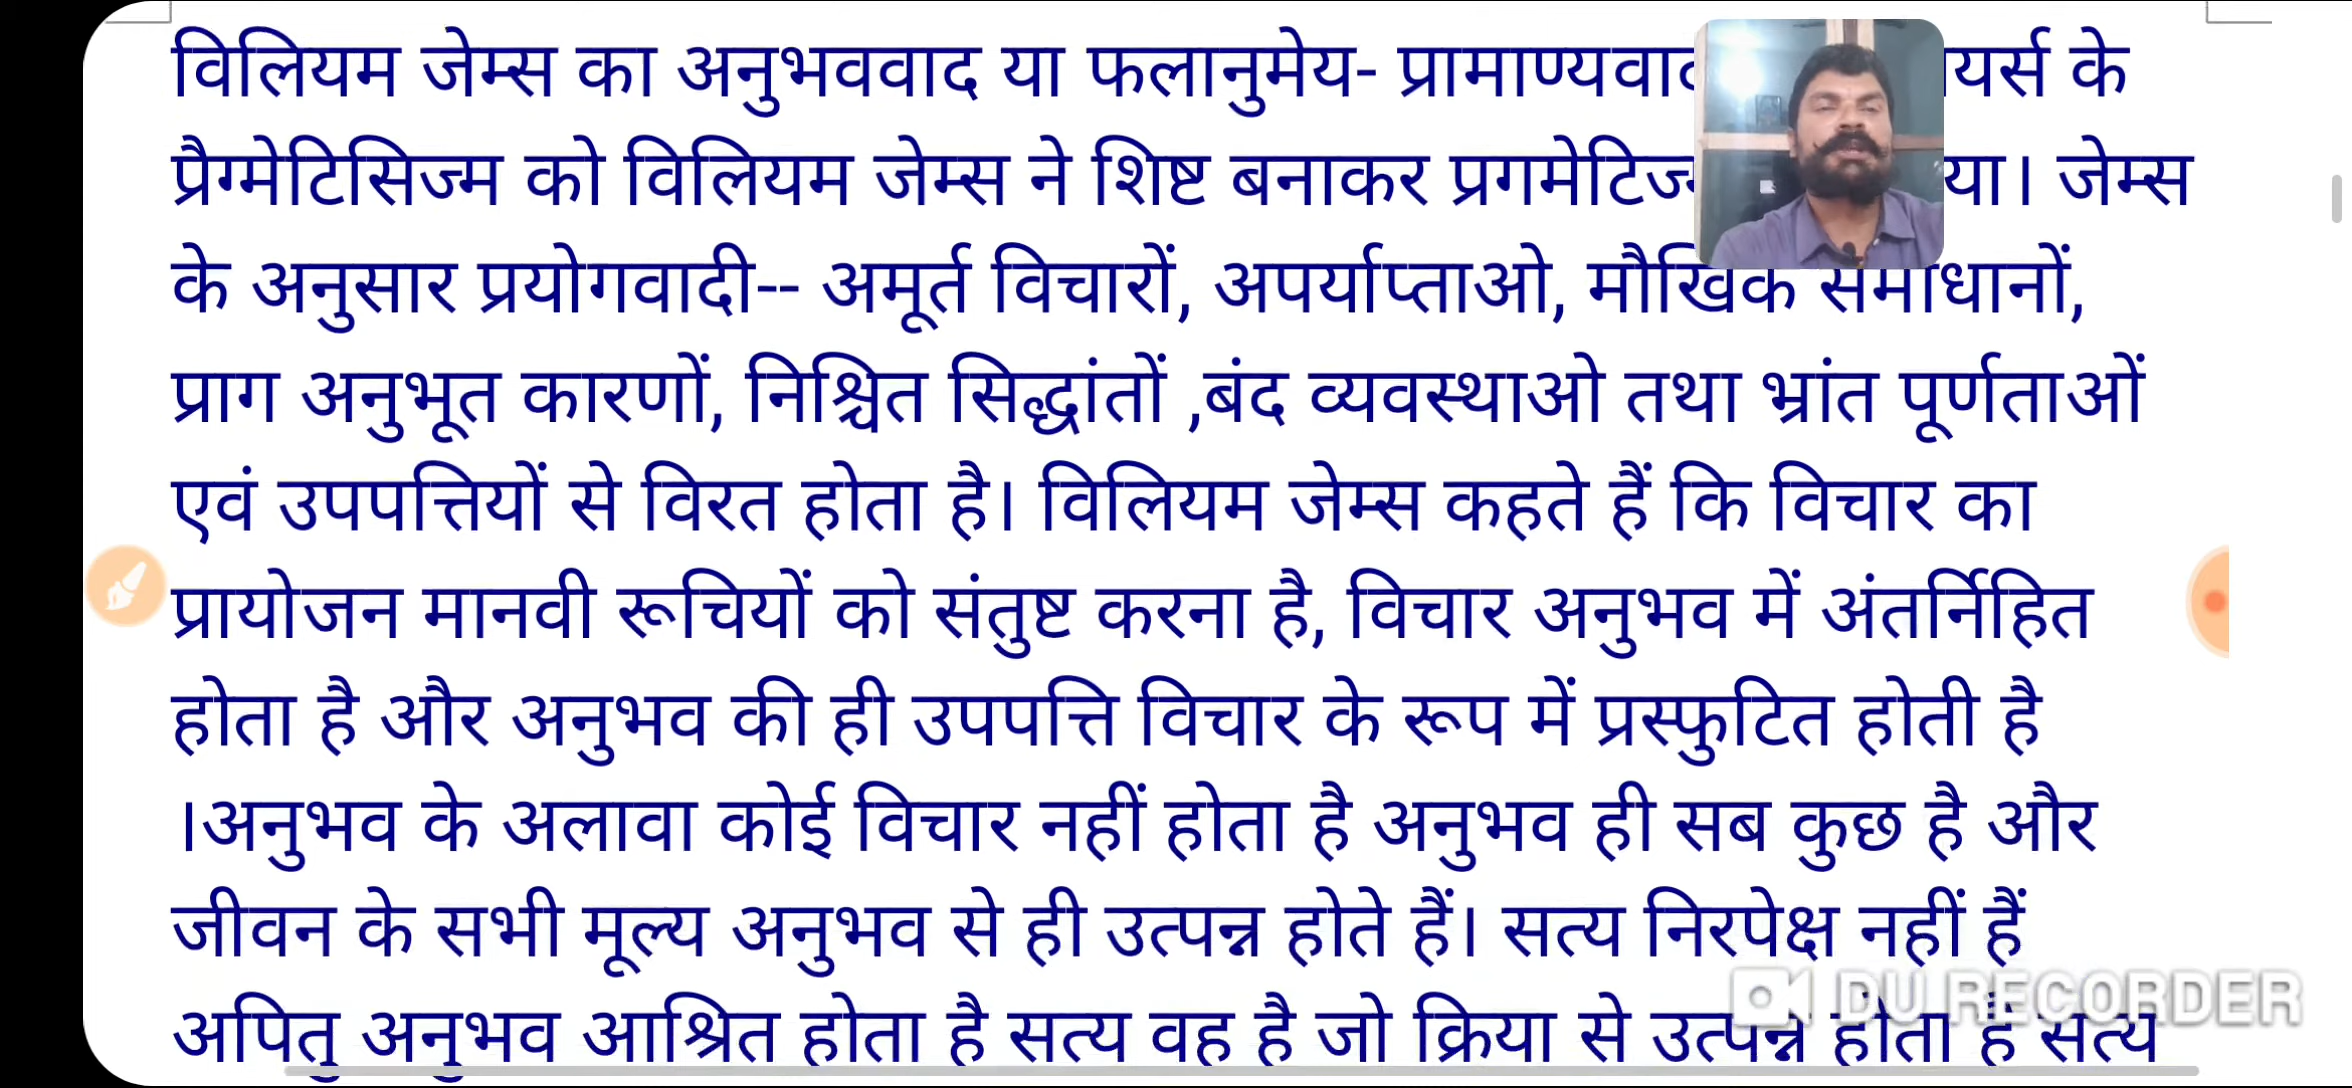 विलियम जेम्स का अनुभववाद या फलानुमेय- प्रामाण्यवाद के
प्रैग्मेटिसिज्म को विलियम जेम्स ने शिष्ट बनाकर प्रगमेटिज्म जेम्स
के अनुसार प्रयोगवादी-- अमूर्त विचारों, अपर्याप्ताओ, मौखिक समाधानों,
प्राग अनुभूत कारणों, निश्चित सिद्धांतों ,बंद व्यवस्थाओ तथा भ्रांत पूर्णताओं
एवं उपपत्तियों से विरत होता है। विलियम जेम्स कहते हैं कि विचार का
प्रायोजन मानवी रूचियों को संतुष्ट करना है, विचार अनुभव में अंतर्निहित
होता है और अनुभव की ही उपपत्ति विचार के रूप में प्रस्फुटित होती है
।अनुभव के अलावा कोई विचार नहीं होता है अनुभव ही सब कुछ है और
जीवन के सभी मूल्य अनुभव से ही उत्पन्न होते हैं। सत्य निरपेक्ष नहीं हैं
अपितु अनुभव आश्रित होता है सत्य वह है जो क्रिया से उत्पन्न होता है सत्य
DU RECORDER